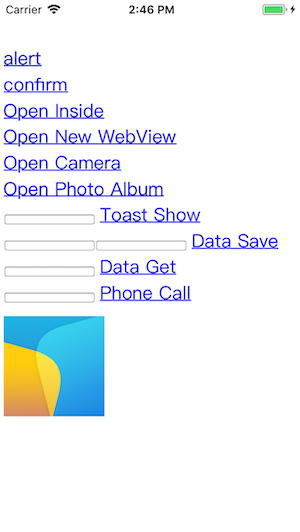 Carrier 2:46 PM
alert
confirm
Open Inside
Open New WebView
Open Camera
Open Photo Album
Toast Show
Data Save
Data Get
Phone Call